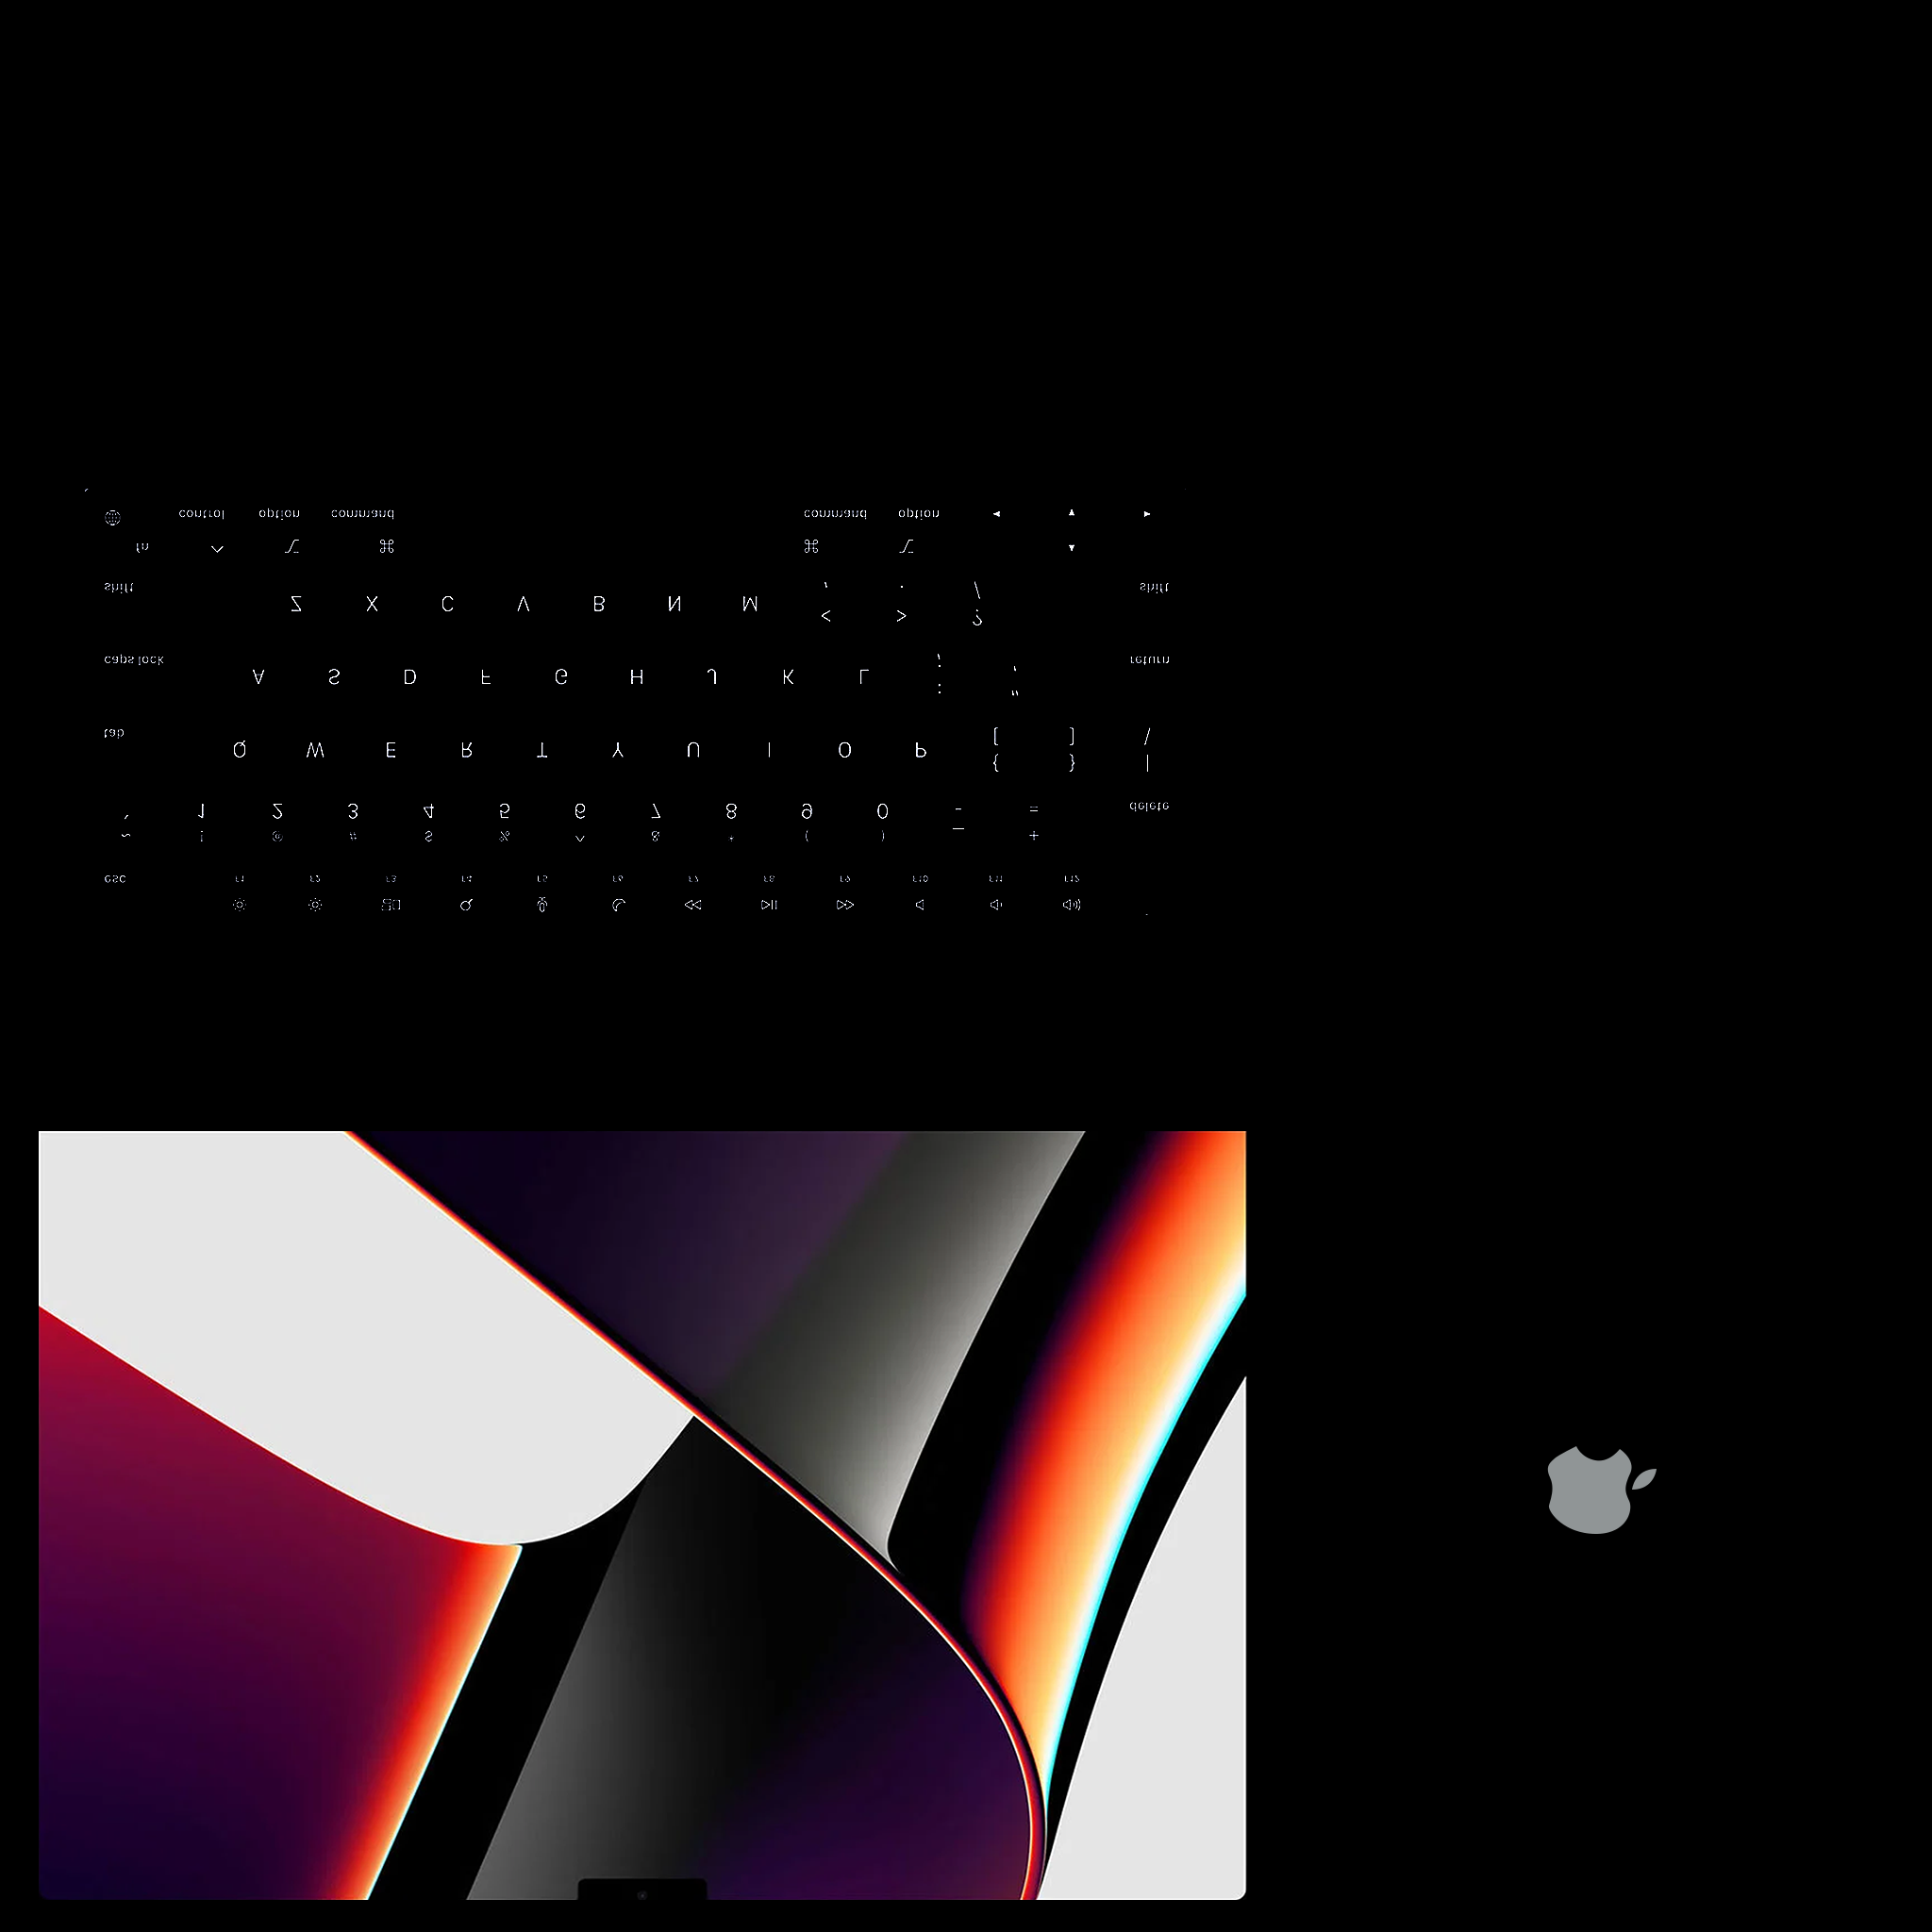 esc F1 F2 F3 F4 F5 F6 F7 F8 F9 F10 F11 F12
~ ! @ # $ % ^ & * ( ) _ +
` 1 2 3 4 5 6 7 8 9 0 - = delete
{ } |
tab Q W E R T Y U I O P [ ] \
: "
caps lock A S D F G H J K L ; ' return
< > ?
Z X C V B N M , . /
shift shift
fn ⌃ ⌥ ⌘ ⌘ ⌥
control option command command option